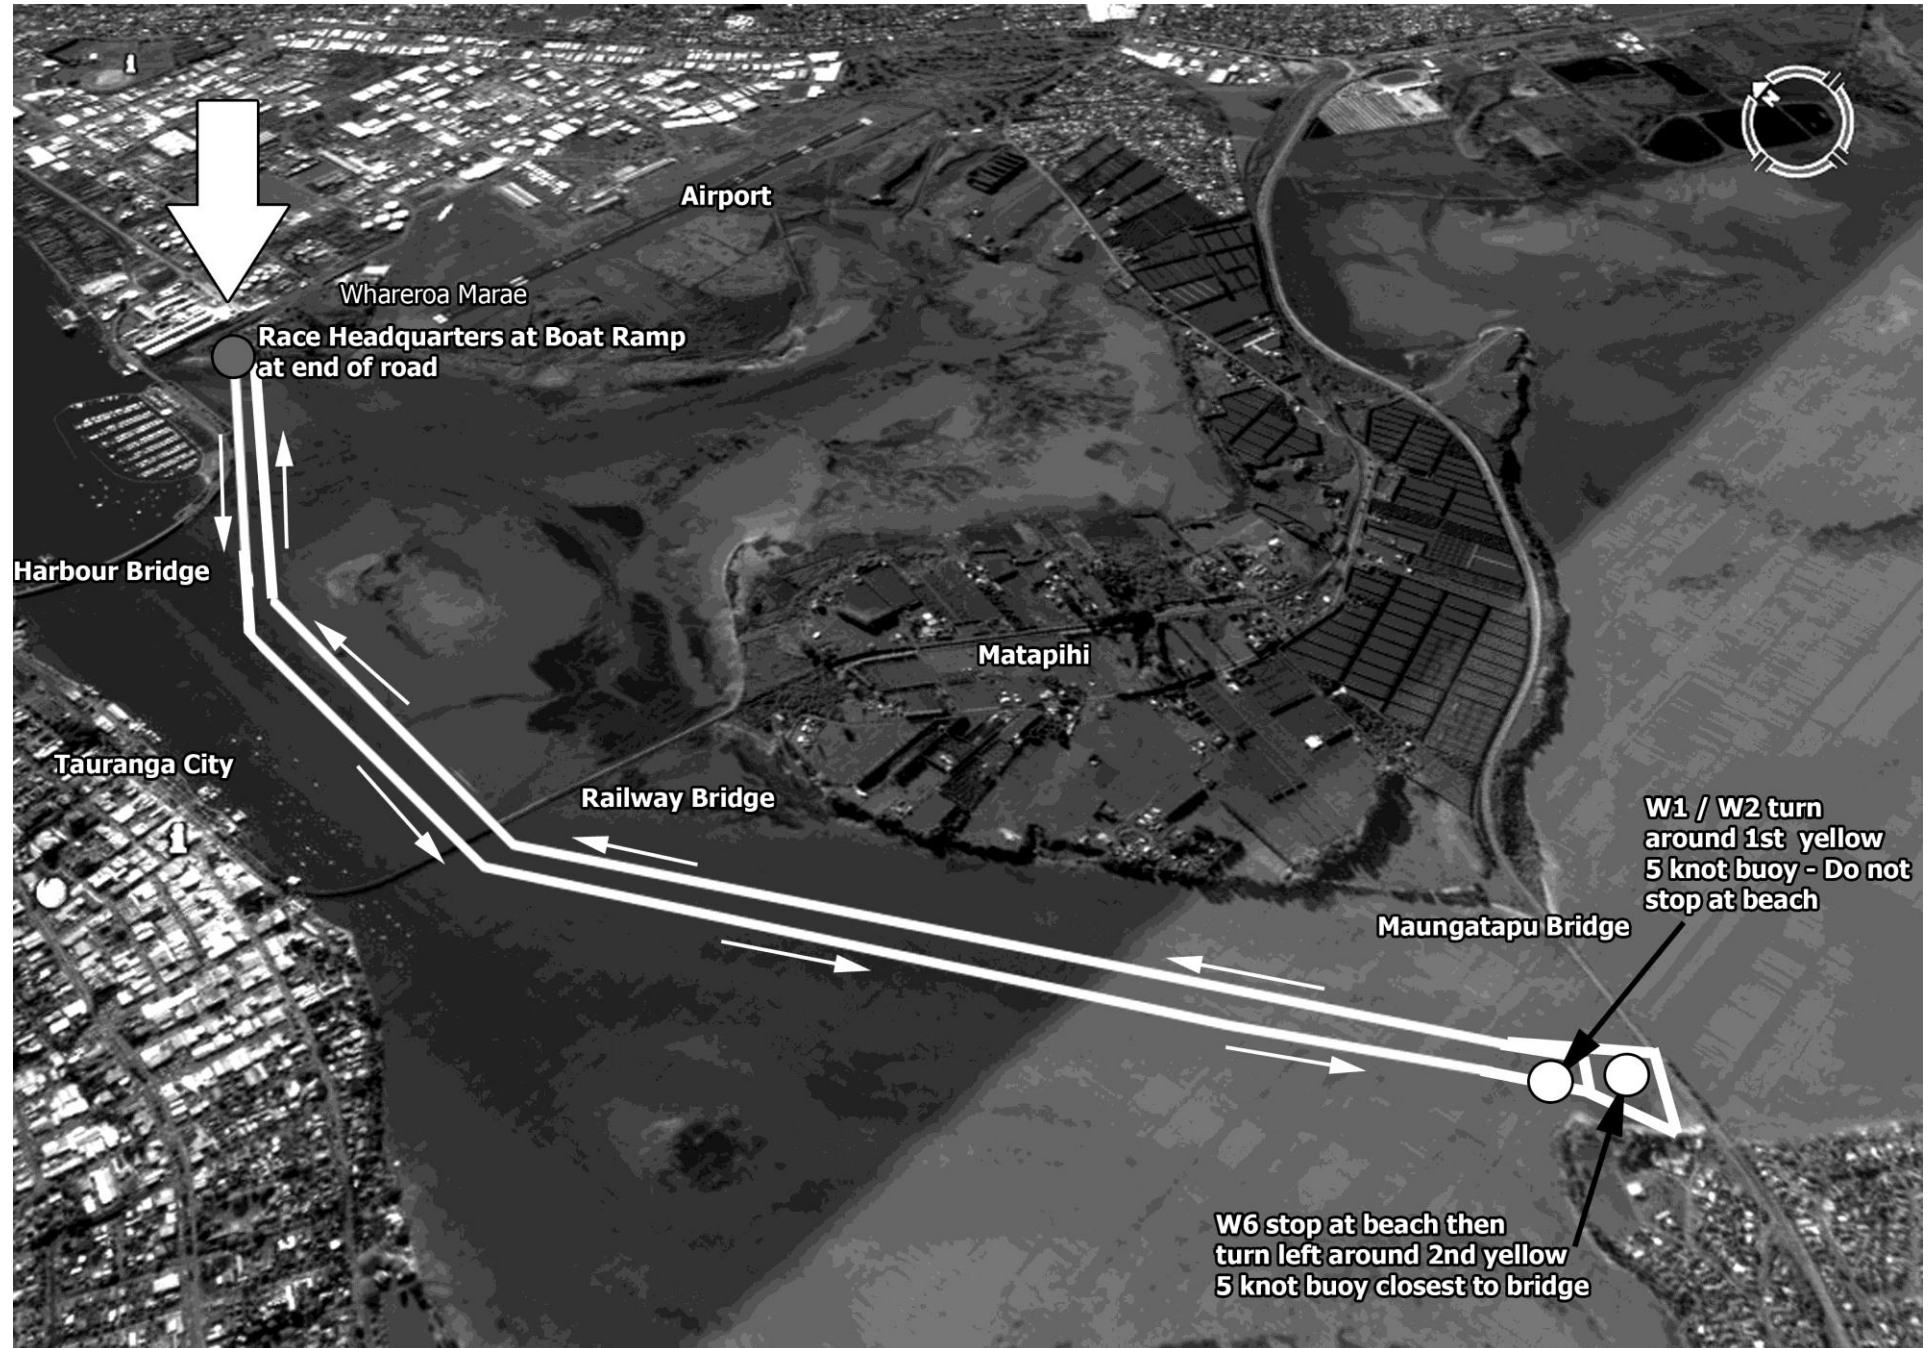 Airport
N
Whareroa Marae
Race Headquarters at Boat Ramp
at end of road
Harbour Bridge
Matapihi
Tauranga City
Railway Bridge
W1 / W2 turn
around 1st yellow
5 knot buoy - Do not
stop at beach
Maungatapu Bridge
W6 stop at beach then
turn left around 2nd yellow
5 knot buoy closest to bridge